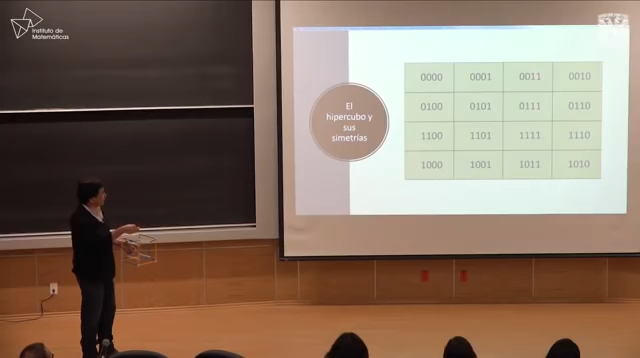 Instituto de
Matemáticas
El
hipercubo y
sus
simetrías
0000 0001 0011 0010
0100 0101 0111 0110
1100 1101 1111 1110
1000 1001 1011 1010